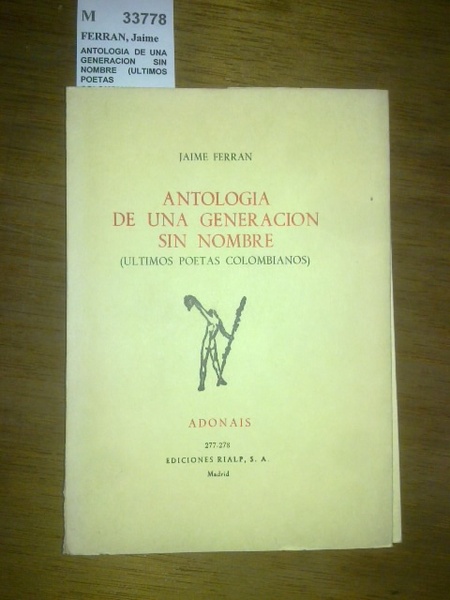 M 33778
FERRAN, Jaime
ANTOLOGIA DE UNA
GENERACION SIN
NOMBRE (ULTIMOS
POETAS
JAIME FERRAN
ANTOLOGIA
DE UNA GENERACION
SIN NOMBRE
(ULTIMOS POETAS COLOMBIANOS)
ADONAIS
277-278
EDICIONES RIALP, S. A.
Madrid